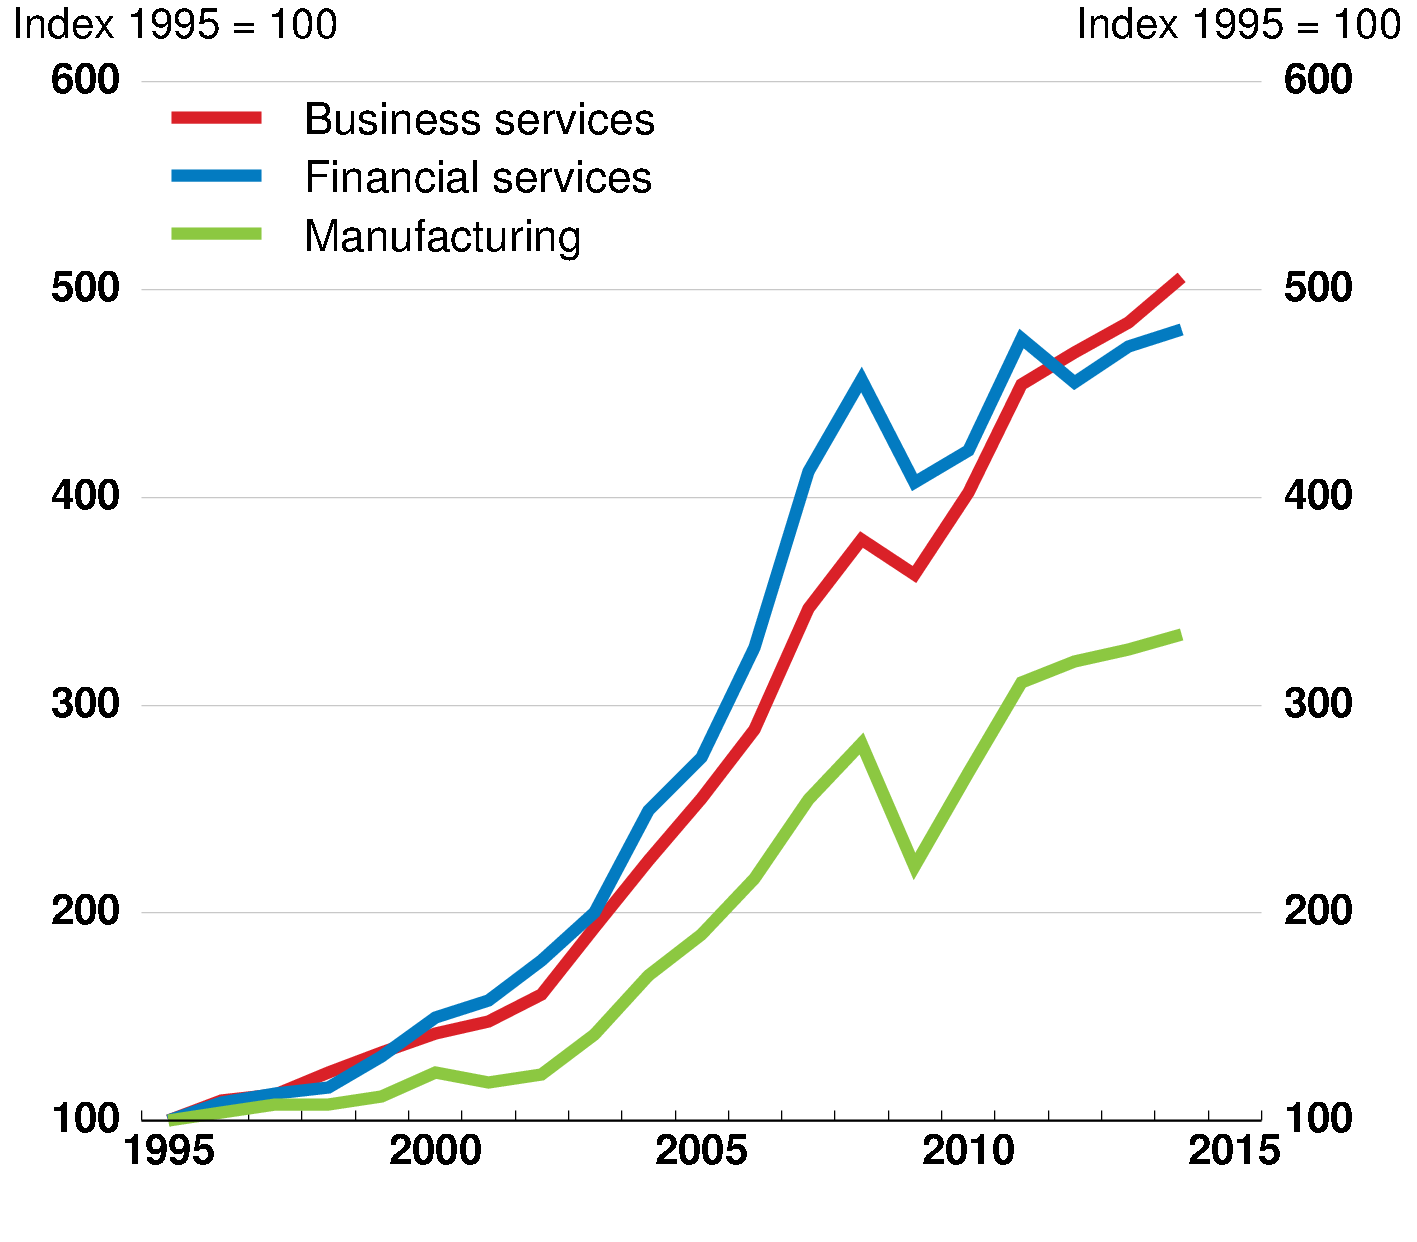 Index 1995 = 100 Index 1995 = 100
600 600
Business services
Financial services
Manufacturing
500 500
400 400
300 300
200 200
100 100
1995 2000 2005 2010 2015